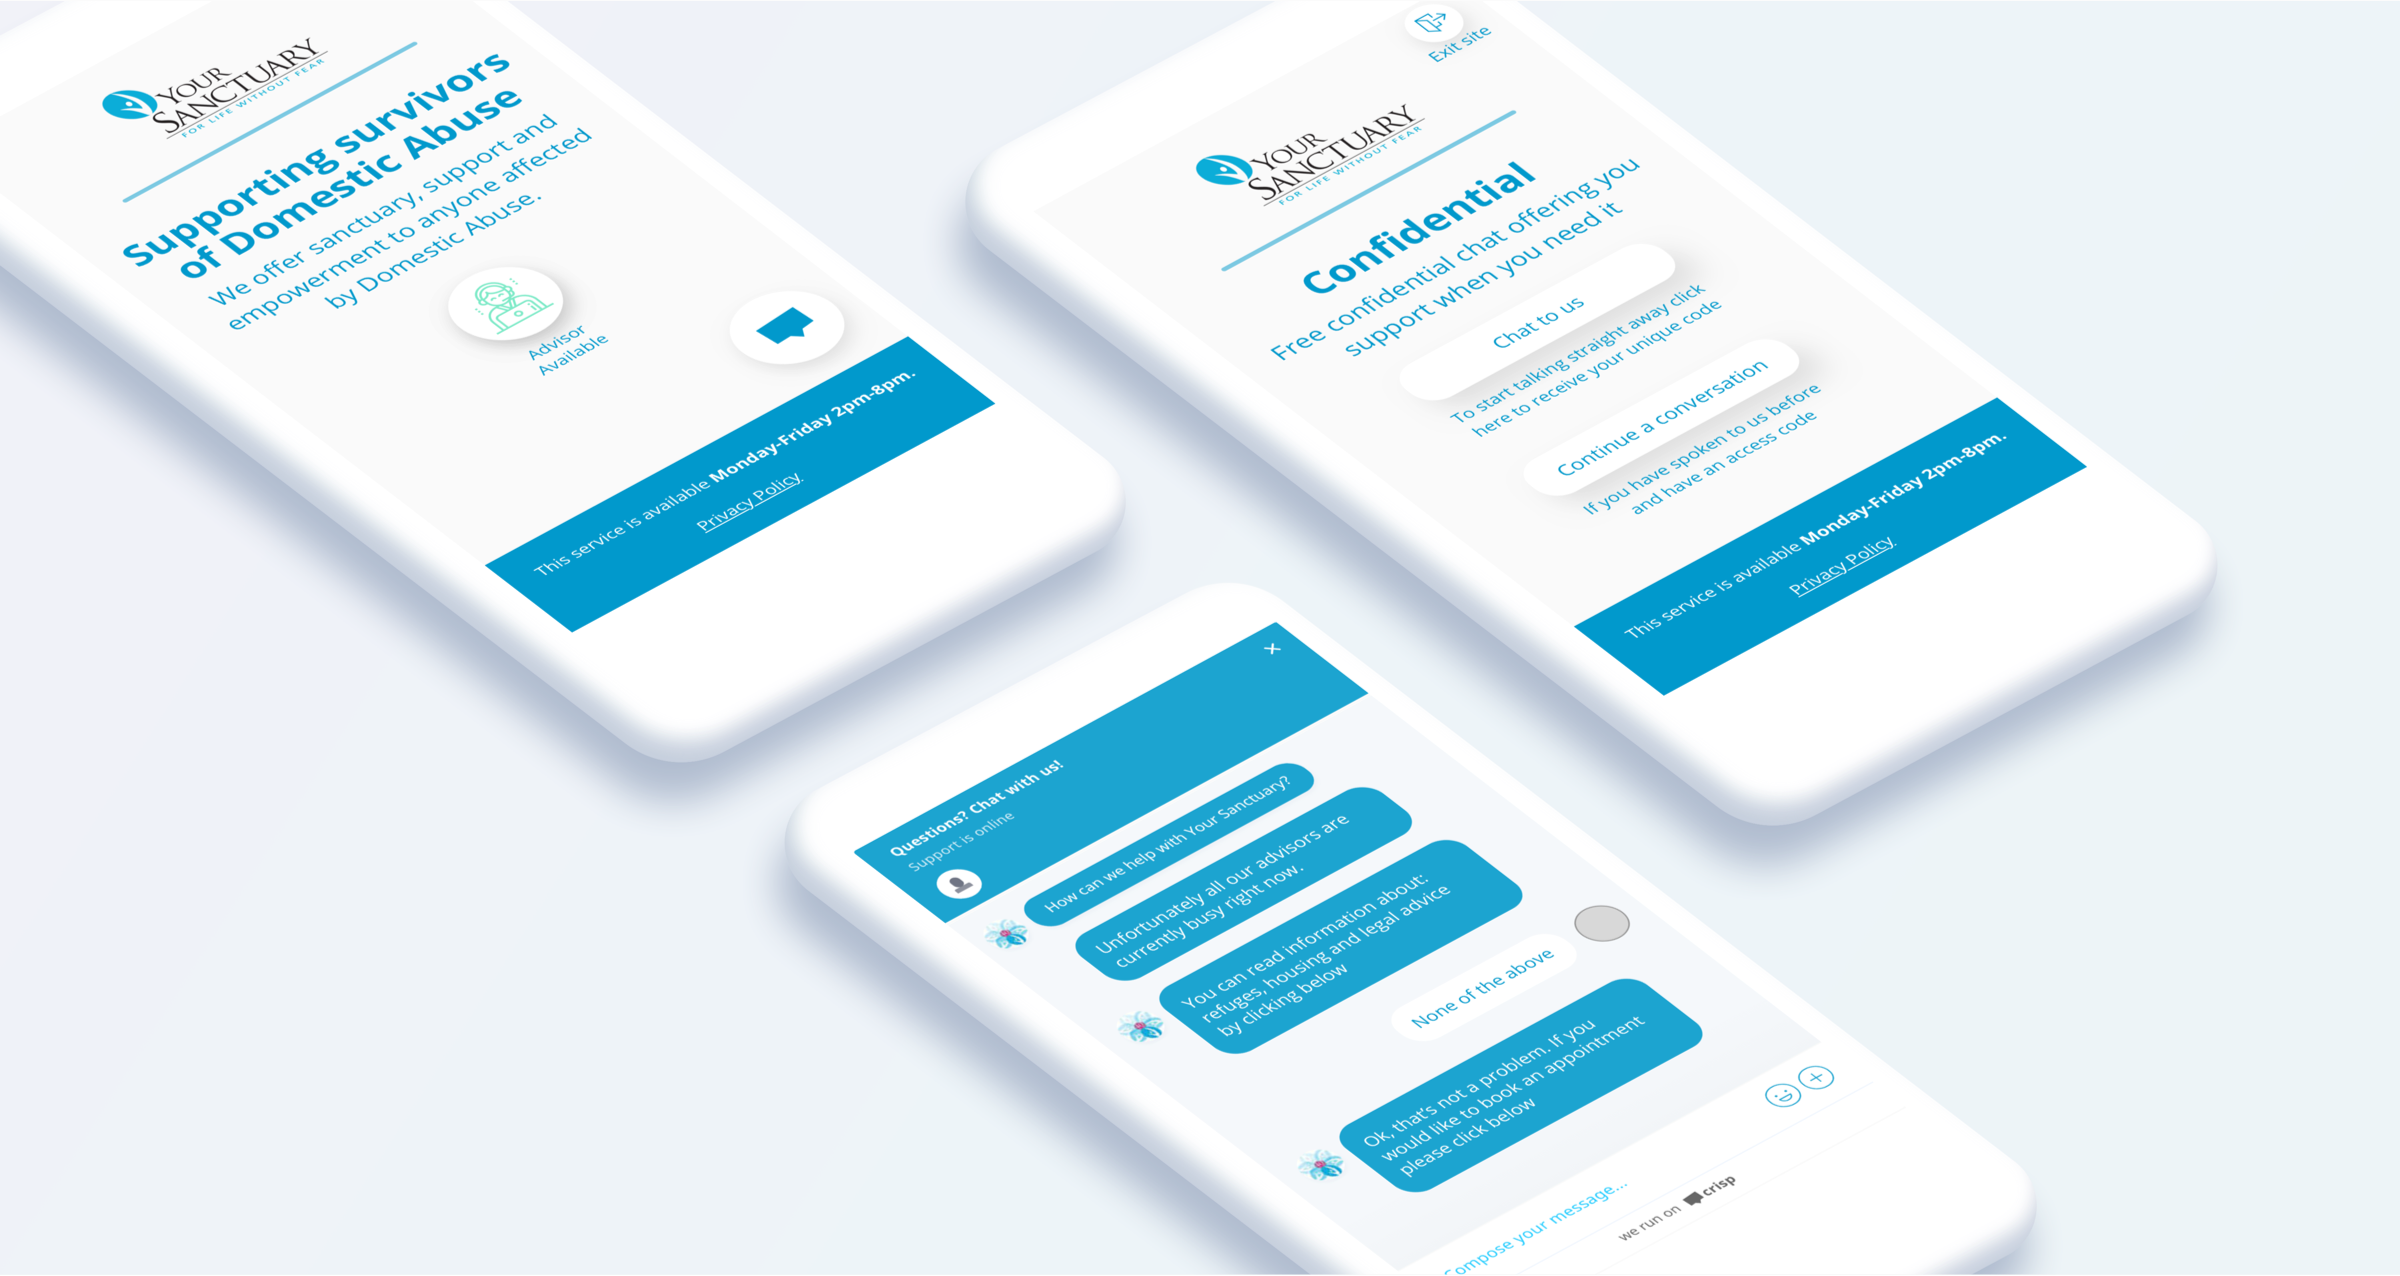 YOUR
SANCTUARY
FOR LIFE WITHOUT FEAR
Supporting survivors
of Domestic Abuse
We offer sanctuary, support and
empowerment to anyone affected
by Domestic Abuse.
Advisor
Available
This service is available Monday-Friday 2pm-8pm.
Privacy Policy.
Exit site
YOUR
SANCTUARY
FOR LIFE WITHOUT FEAR
Confidential
Free confidential chat offering you
support when you need it
Chat to us
To start talking straight away click
here to receive your unique code
Continue a conversation
If you have spoken to us before
and have an access code
This service is available Monday-Friday 2pm-8pm.
Privacy Policy.
Questions? Chat with us!
Support is online
How can we help with Your Sanctuary?
Unfortunately all our advisors are
currently busy right now.
You can read information about:
refuges, housing and legal advice
by clicking below
None of the above
Ok, that's not a problem. If you
would like to book an appointment
please click below
Compose your message...
we run on crisp